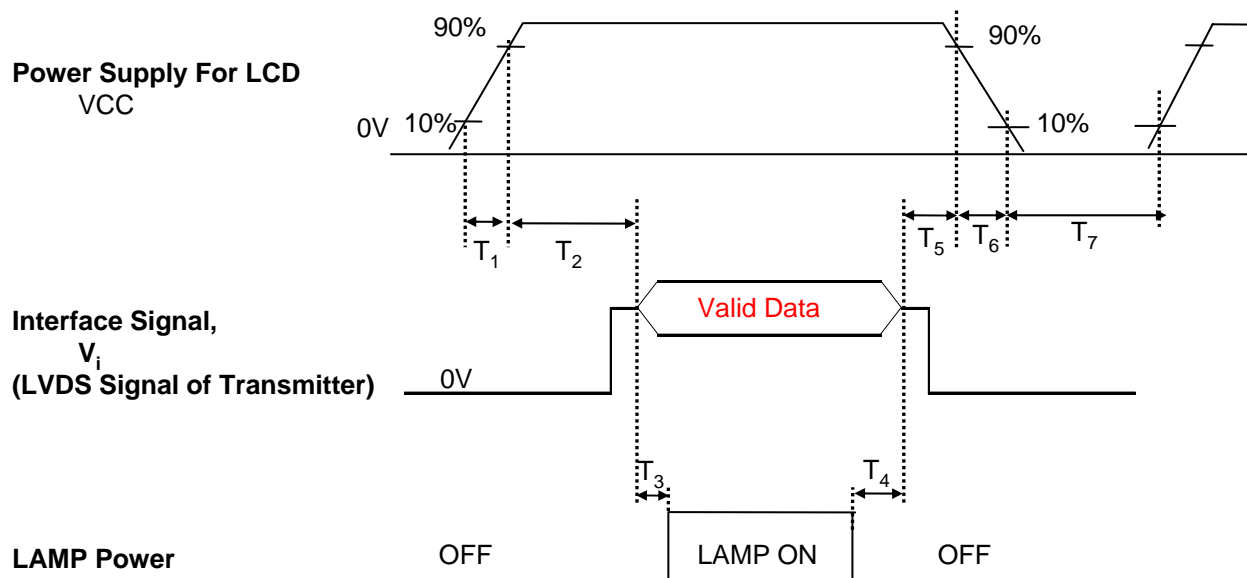 90%
90%
Power Supply For LCD
VCC
0V
10%
10%
T1
T2
T5
T6
T7
Valid Data
Interface Signal,
Vi
(LVDS Signal of Transmitter)
0V
T3
T4
LAMP Power
OFF
LAMP ON
OFF